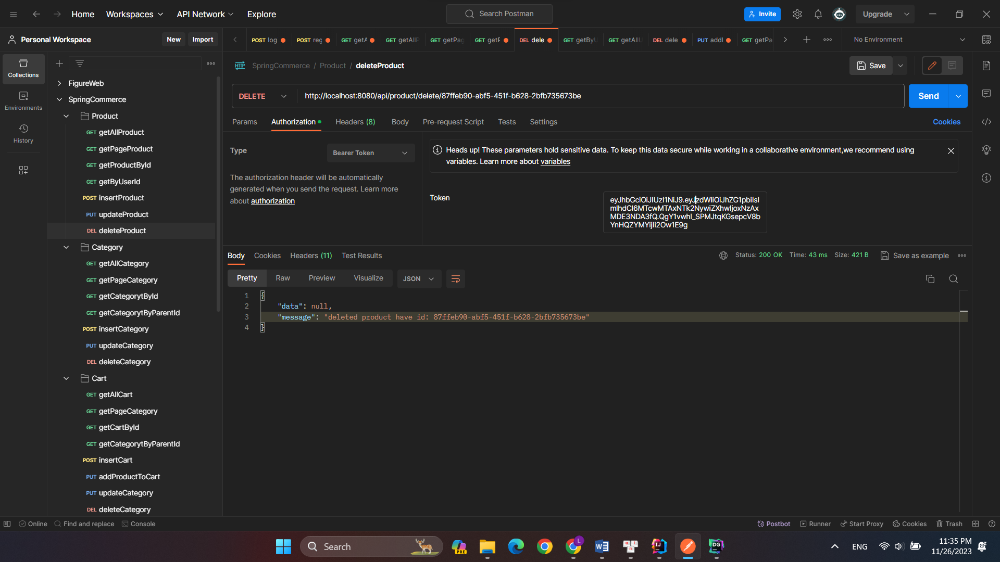 Home
Workspaces
API Network
Explore
Search Postman
Invite
Upgrade
Personal Workspace
New
Import
POST log
POST reg
GET getA
GET getAllP
GET getPag
GET getF
DEL dele
GET getByU
GET getAllU
DEL dele
PUT addI
GET getPa
No Environment
Collections
Environments
History
FigureWeb
SpringCommerce
Product
GET getAllProduct
GET getPageProduct
GET getProductById
GET getByUserId
POST insertProduct
PUT updateProduct
DEL deleteProduct
Category
GET getAllCategory
GET getPageCategory
GET getCategorytById
GET getCategorytByParentId
POST insertCategory
PUT updateCategory
DEL deleteCategory
Cart
GET getAllCart
GET getPageCategory
GET getCartById
GET getCategorytByParentId
POST insertCart
PUT addProductToCart
PUT updateCategory
DEL deleteCategory
HTTP SpringCommerce / Product / deleteProduct
Save
DELETE
http://localhost:8080/api/product/delete/87ffeb90-abf5-451f-b628-2bfb735673be
Send
Params
Authorization
Headers (8)
Body
Pre-request Script
Tests
Settings
Cookies
Type
Bearer Token
The authorization header will be automatically
generated when you send the request. Learn more
about authorization
Heads up! These parameters hold sensitive data. To keep this data secure while working in a collaborative environment,we recommend using
variables. Learn more about variables
Token
Body
Cookies
Headers (11)
Test Results
Status: 200 OK
Time: 43 ms
Size: 421 B
Save as example
Pretty
Raw
Preview
Visualize
JSON
1 {
2 "data": null,
3 "message": "deleted product have id: 87ffeb90-abf5-451f-b628-2bfb735673be"
4 }
Online
Find and replace
Console
Postbot
Runner
Start Proxy
Cookies
Trash
Search
PRE
ENG
11:35 PM
11/26/2023